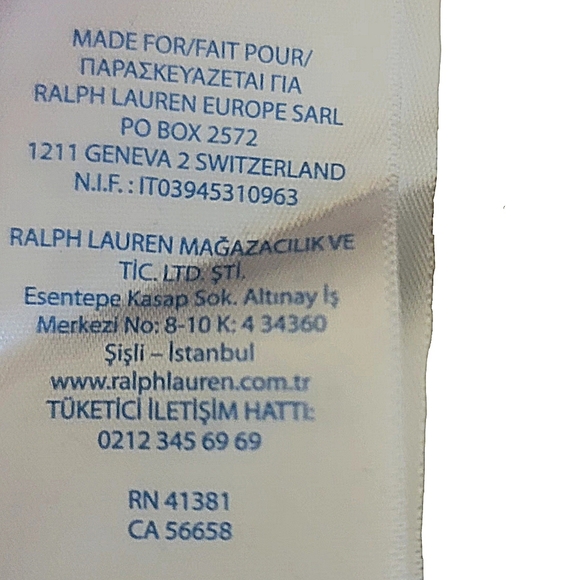 MADE FOR/FAIT POUR/
ΠΑΡΑΣΚΕΥΑΖΕΤΑΙ ΓΙΑ
RALPH LAUREN EUROPE SARL
PO BOX 2572
1211 GENEVA 2 SWITZERLAND
N.I.F. : IT03945310963
RALPH LAUREN MAĞAZACILIK VE
TİC. LTD. ŞTİ.
Esentepe Kasap Sok. Altınay İş
Merkezi No: 8-10 K: 4 34360
Şişli – İstanbul
www.ralphlauren.com.tr
TÜKETİCİ İLETİŞİM HATTI:
0212 345 69 69
RN 41381
CA 56658